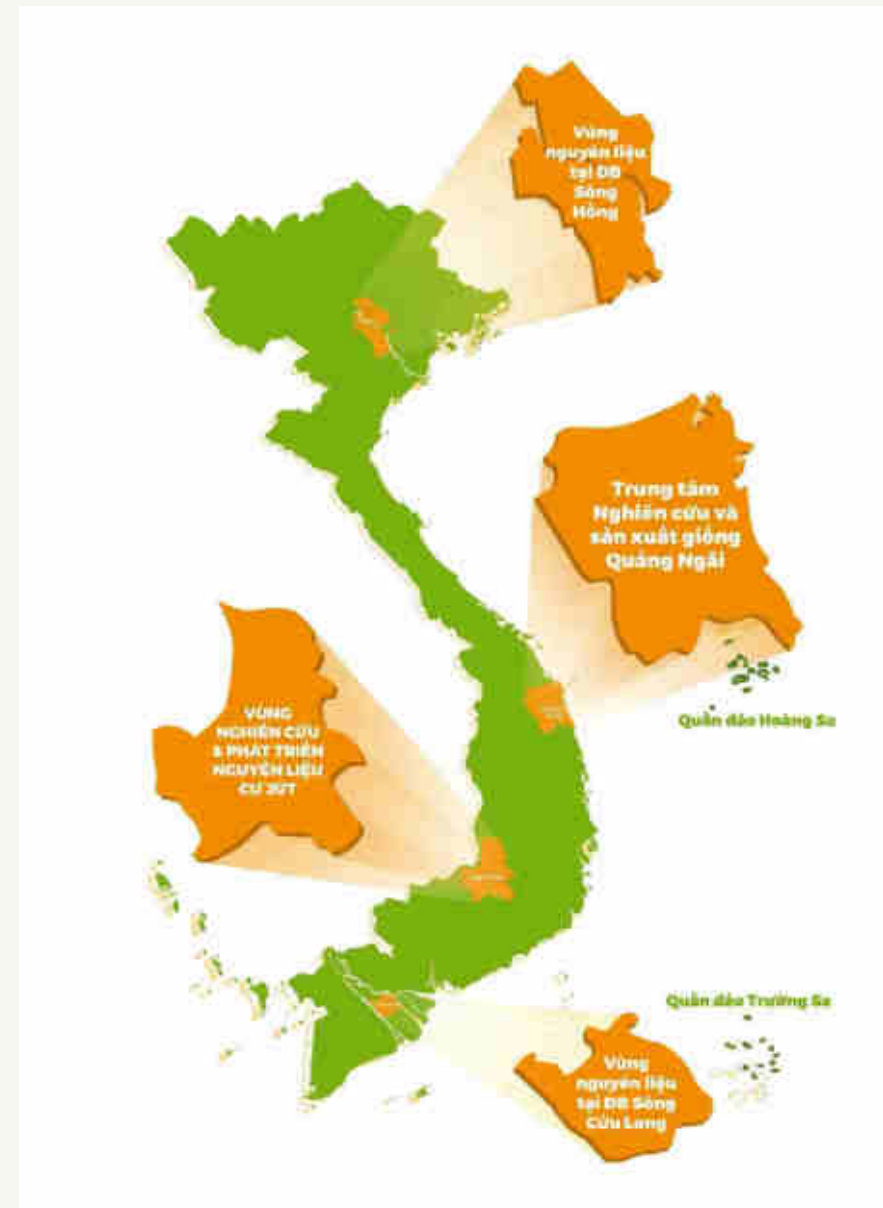 Vùng
nguyên liệu
tại ĐB
Sông
Hồng
Trung tâm
Nghiên cứu và
sản xuất giống
Quảng Ngãi
Quần đảo Hoàng Sa
VÙNG
NGHIÊN CỨU
& PHÁT TRIỂN
NGUYÊN LIỆU
CƯ JÚT
Quần đảo Trường Sa
Vùng
nguyên liệu
tại ĐB Sông
Cửu Long